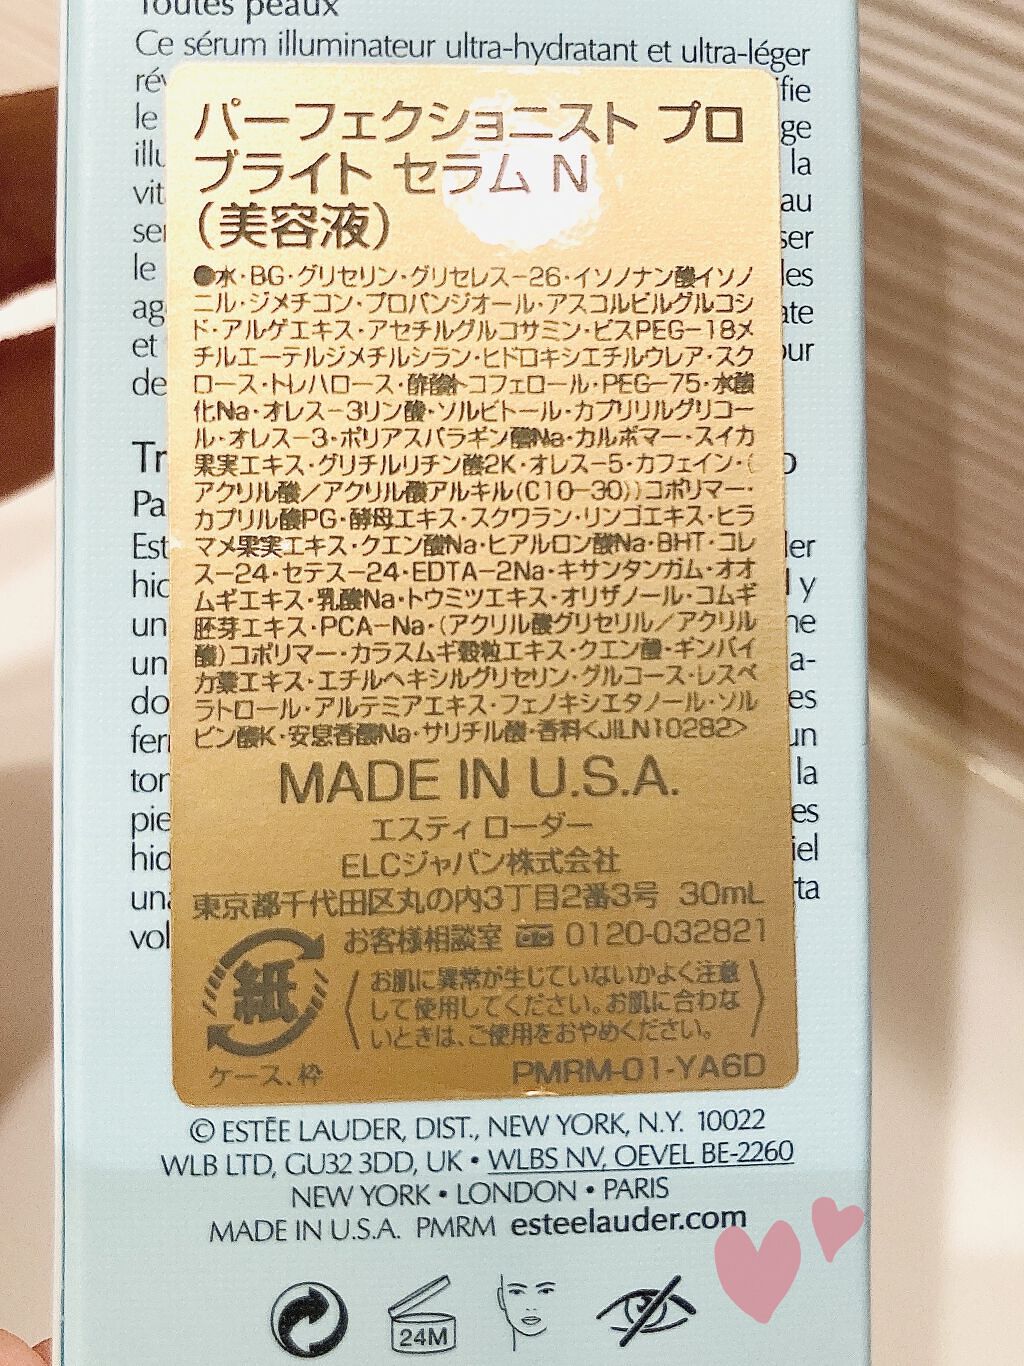 Toutes peaux
Ce sérum illuminateur ultra-hydratant et ultra-léger
le
la
au
le
et
de
Tr
Pa
Est
パーフェクショニスト プロ
ブライト セラム N
（美容液）
●水・BG・グリセリン・グリセレス-26・イソノナン酸イソノ
ニル・ジメチコン・プロパンジオール・アスコルビルグルコシ
ド・アルゲエキス・アセチルグルコサミン・ビスPEG-18メ
チルエーテルジメチルシラン・ヒドロキシエチルウレア・スク
ロース・トレハロース・酢酸トコフェロール・PEG-75・水酸
化Na・オレス-3リン酸・ソルビトール・カプリリルグリコー
ル・オレス-3・ポリアスパラギン酸Na・カルボマー・スイカ
果実エキス・グリチルリチン酸2K・オレス-5・カフェイン・(
アクリル酸／アクリル酸アルキル(C10-30))コポリマー・
カプリル酸PG・酵母エキス・スクワラン・リンゴエキス・ヒラ
マメ果実エキス・クエン酸Na・ヒアルロン酸Na・BHT・コレ
ス-24・セテス-24・EDTA-2Na・キサンタンガム・オオ
ムギエキス・乳酸Na・トウミツエキス・オリザノール・コムギ
胚芽エキス・PCA-Na・(アクリル酸グリセリル／アクリル
酸)コポリマー・カラスムギ穀粒エキス・クエン酸・ギンバイ
カ葉エキス・エチルヘキシルグリセリン・グルコース・レスベ
ラトロール・アルテミアエキス・フェノキシエタノール・ソル
ビン酸K・安息香酸Na・サリチル酸・香料<JILN10282>
MADE IN U.S.A.
エスティ ローダー
ELCジャパン株式会社
東京都千代田区丸の内3丁目2番3号 30mL
お客様相談室 0120-032821
お肌に異常が生じていないかよく注意
して使用してください。お肌に合わな
いときは、ご使用をおやめください。
紙
ケース、枠 PMRM-01-YA6D
© ESTĒE LAUDER, DIST., NEW YORK, N.Y. 10022
WLB LTD, GU32 3DD, UK • WLBS NV, OEVEL BE-2260
NEW YORK • LONDON • PARIS
MADE IN U.S.A. PMRM esteelauder.com
24M